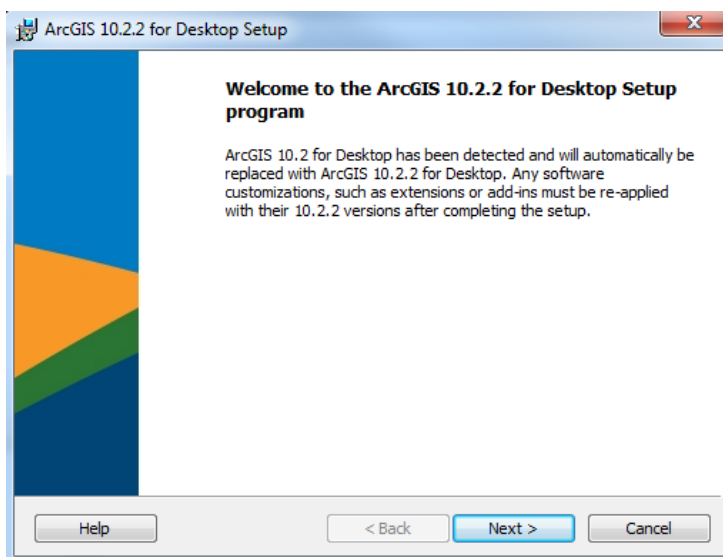 ArcGIS 10.2.2 for Desktop Setup
Welcome to the ArcGIS 10.2.2 for Desktop Setup
program
ArcGIS 10.2 for Desktop has been detected and will automatically be
replaced with ArcGIS 10.2.2 for Desktop. Any software
customizations, such as extensions or add-ins must be re-applied
with their 10.2.2 versions after completing the setup.
Help
< Back
Next >
Cancel